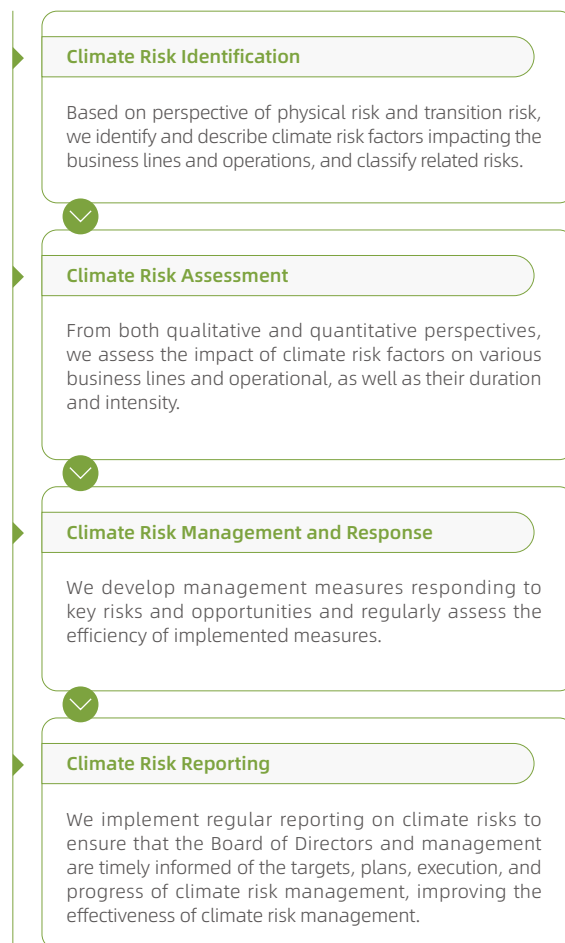 Climate Risk Identification
Based on perspective of physical risk and transition risk,
we identify and describe climate risk factors impacting the
business lines and operations, and classify related risks.
Climate Risk Assessment
From both qualitative and quantitative perspectives,
we assess the impact of climate risk factors on various
business lines and operational, as well as their duration
and intensity.
Climate Risk Management and Response
We develop management measures responding to
key risks and opportunities and regularly assess the
efficiency of implemented measures.
Climate Risk Reporting
We implement regular reporting on climate risks to
ensure that the Board of Directors and management
are timely informed of the targets, plans, execution, and
progress of climate risk management, improving the
effectiveness of climate risk management.